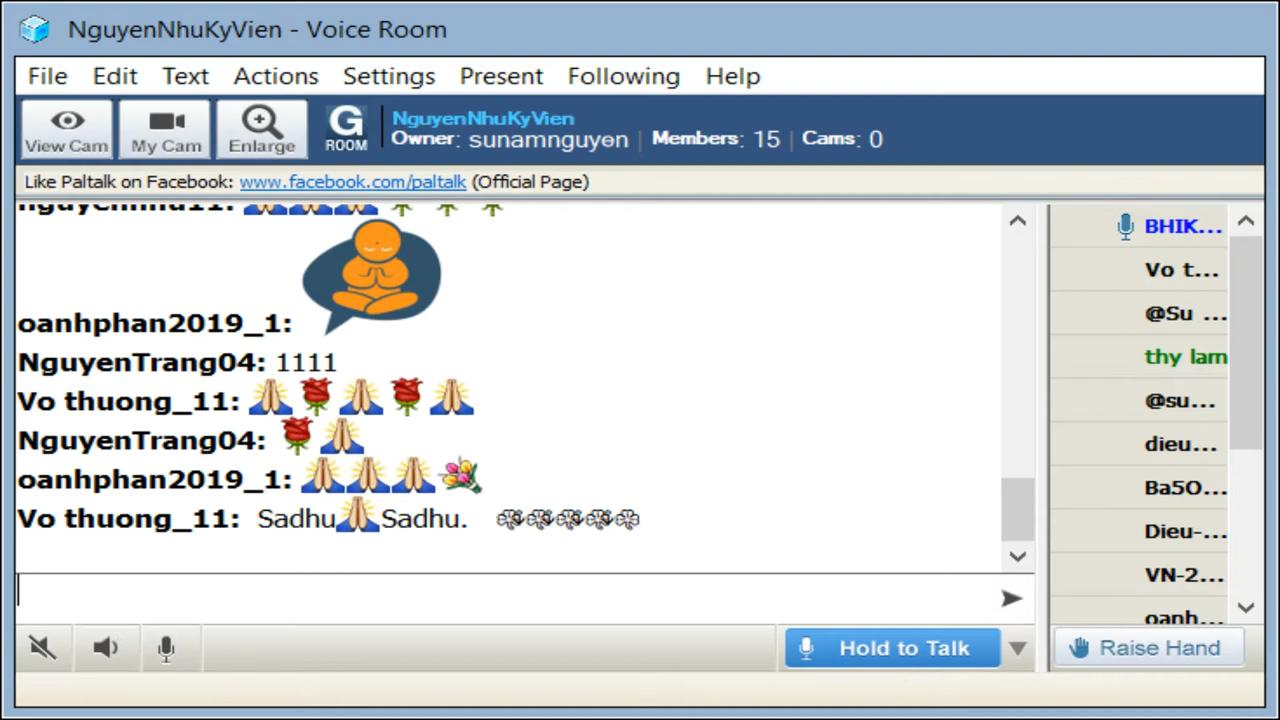 NguyenNhuKyVien - Voice Room
File Edit Text Actions Settings Present Following Help
View Cam My Cam Enlarge G ROOM
NguyenNhuKyVien
Owner: sunamnguyen | Members: 15 | Cams: 0
Like Paltalk on Facebook: www.facebook.com/paltalk (Official Page)
oanhphan2019_1:
NguyenTrang04: 1111
Vo thuong_11: 🙏🌹🙏🌹🙏
NguyenTrang04: 🌹🙏
oanhphan2019_1: 🙏🙏🙏💐
Vo thuong_11: Sadhu🙏Sadhu.
BHIK...
Vo t...
@Su ...
thy lam
@su...
dieu...
Ba5O...
Dieu-...
VN-2...
oanh...
Hold to Talk
Raise Hand